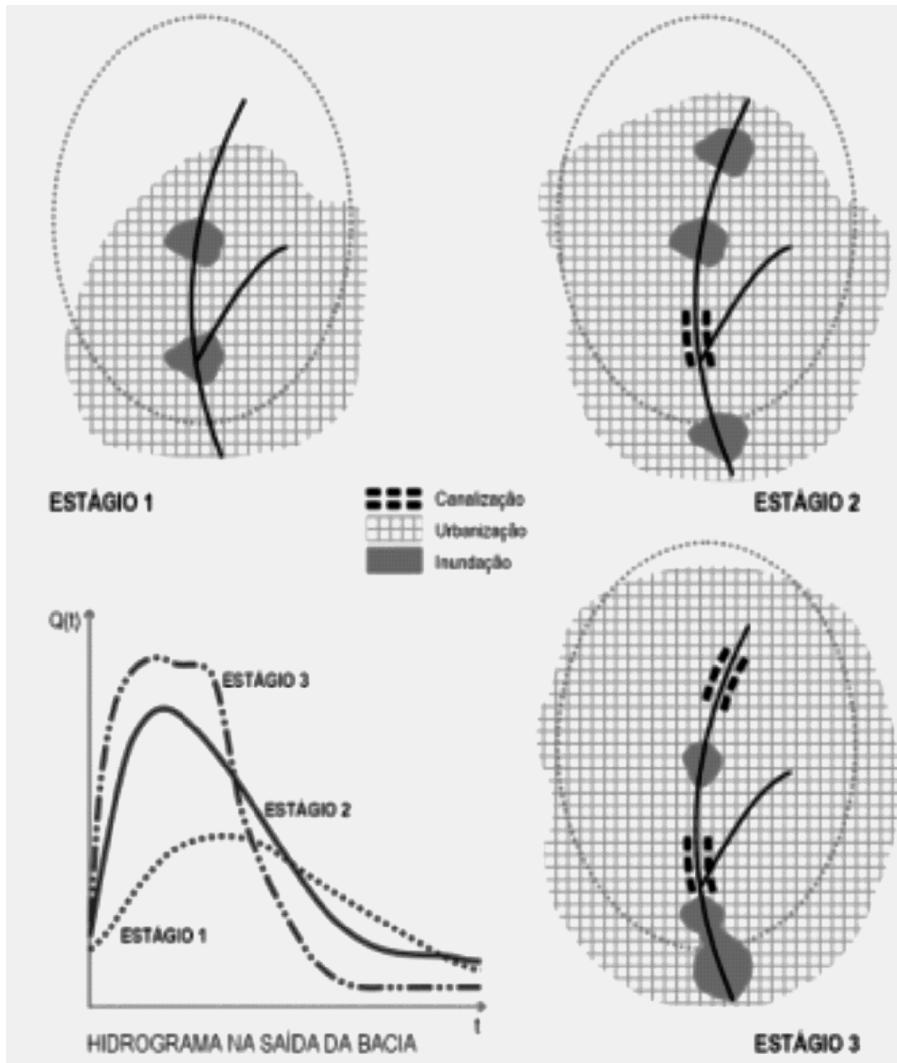 ESTÁGIO 1
ESTÁGIO 2
Canalização
Urbanização
Inundação
Q(t)
ESTÁGIO 3
ESTÁGIO 2
ESTÁGIO 1
t
HIDROGRAMA NA SAÍDA DA BACIA
ESTÁGIO 3